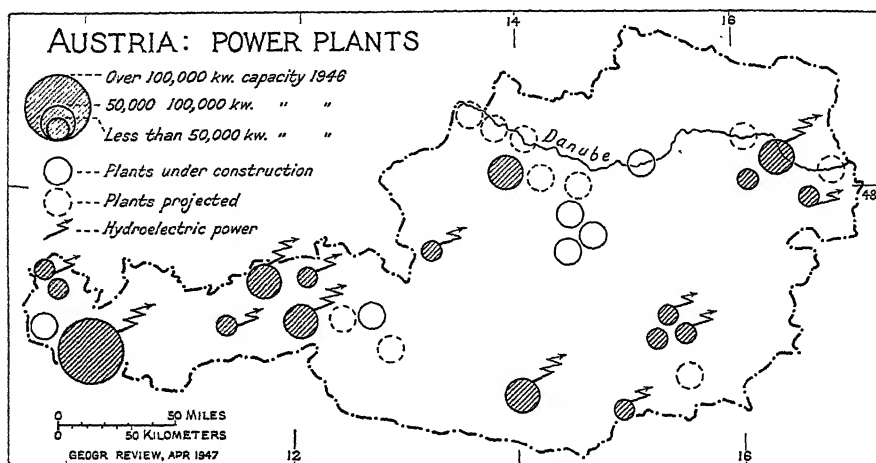 14
16
AUSTRIA: POWER PLANTS
Over 100,000 kw. capacity 1946
50,000 100,000 kw. " "
Less than 50,000 kw. " "
Plants under construction
Plants projected
Hydroelectric power
Danube
48
0 50 MILES
0 50 KILOMETERS
GEOGR REVIEW, APR 1947
12
14
16